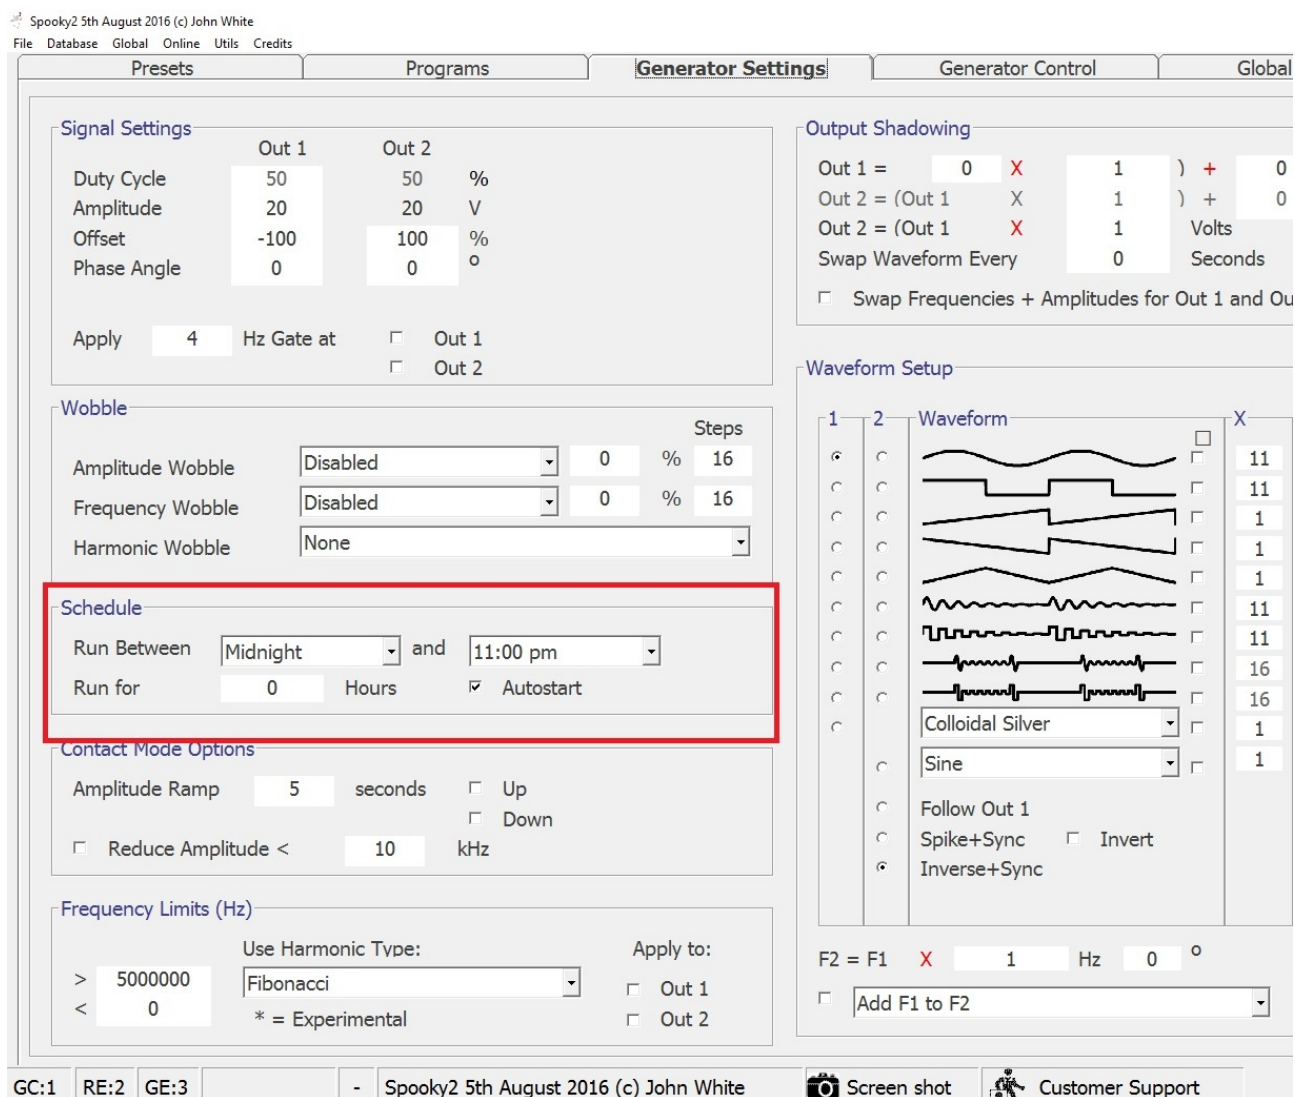 Spooky2 5th August 2016 (c) John White
File Database Global Online Utils Credits
Presets Programs Generator Settings Generator Control Global
Signal Settings
Out 1 Out 2
Duty Cycle 50 50 %
Amplitude 20 20 V
Offset -100 100 %
Phase Angle 0 0 o
Apply 4 Hz Gate at Out 1
Out 2
Wobble
Steps
Amplitude Wobble Disabled 0 % 16
Frequency Wobble Disabled 0 % 16
Harmonic Wobble None
Schedule
Run Between Midnight and 11:00 pm
Run for 0 Hours Autostart
Contact Mode Options
Amplitude Ramp 5 seconds Up
Down
Reduce Amplitude < 10 kHz
Frequency Limits (Hz)
Use Harmonic Type: Apply to:
> 5000000 Fibonacci Out 1
< 0 * = Experimental Out 2
Output Shadowing
Out 1 = 0 X 1 ) + 0
Out 2 = (Out 1 X 1 ) + 0
Out 2 = (Out 1 X 1 Volts
Swap Waveform Every 0 Seconds
Swap Frequencies + Amplitudes for Out 1 and Ou
Waveform Setup
1 2 Waveform X
11
11
1
1
1
11
11
16
16
Colloidal Silver 1
Sine 1
Follow Out 1
Spike+Sync Invert
Inverse+Sync
F2 = F1 X 1 Hz 0 o
Add F1 to F2
GC:1 RE:2 GE:3 - Spooky2 5th August 2016 (c) John White Screen shot Customer Support